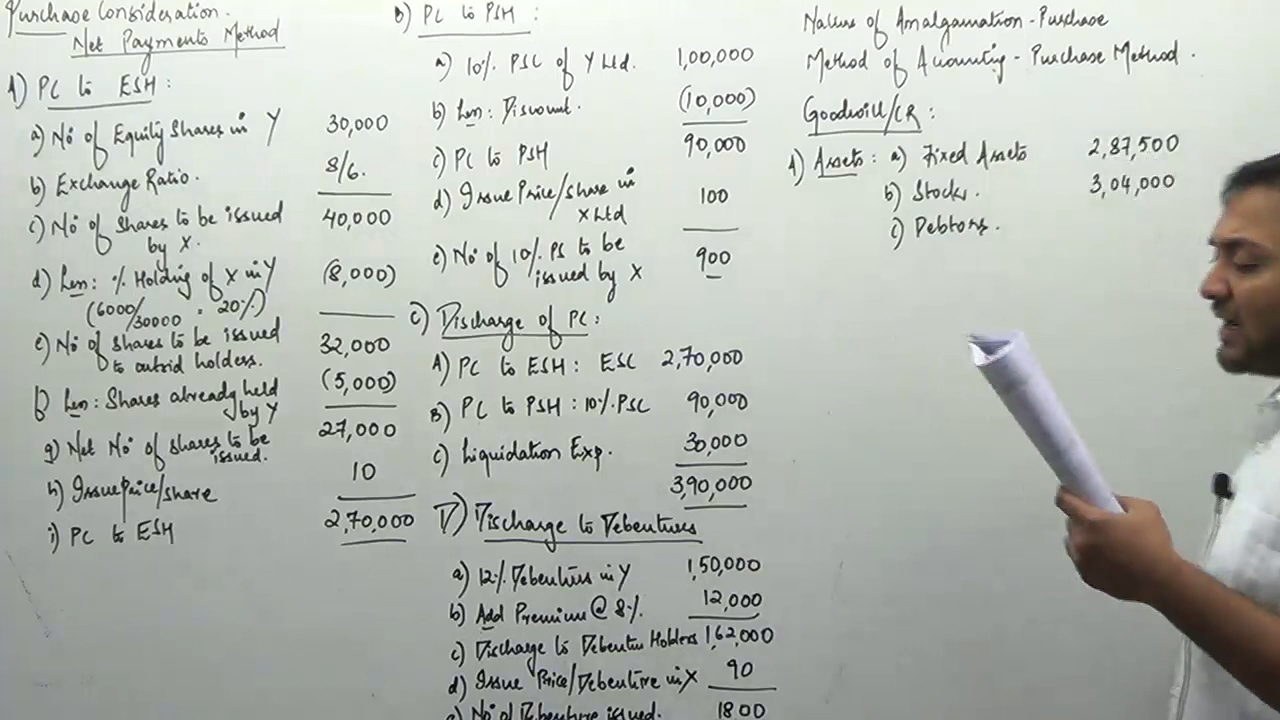 Purchase Consideration.
Net Payments Method
A) PC to ESH :
a) No of Equity Shares in Y 30,000
b) Exchange Ratio. 8/6.
c) No of Shares to be issued by X. 40,000
d) Less: % Holding of X in Y (8,000)
(6000/30000 = 20%)
e) No of shares to be issued to outsid holders. 32,000
f) Less: Shares already held by Y (5,000)
g) Net No of shares to be issued. 27,000
h) Issue Price/share 10
i) PC to ESH 2,70,000
B) PC to PSH :
a) 10% PSC of Y Ltd. 1,00,000
b) Less: Discount. (10,000)
c) PC to PSH 90,000
d) Issue Price/share in X Ltd 100
e) No of 10% PS to be issued by X 900
C) Discharge of PC:
A) PC to ESH: ESC 2,70,000
B) PC to PSH: 10% PSC 90,000
C) Liquidation Exp. 30,000
3,90,000
D) Discharge to Debentures
a) 12% Debentures in Y 1,50,000
b) Add Premium @ 8% 12,000
c) Discharge to Debenture Holders 1,62,000
d) Issue Price/Debenture in X 90
e) No of Debenture issued. 1800
Nature of Amalgamation - Purchase
Method of Accounting - Purchase Method.
Goodwill/CR :
A) Assets : a) Fixed Assets 2,87,500
b) Stocks. 3,04,000
c) Debtors.